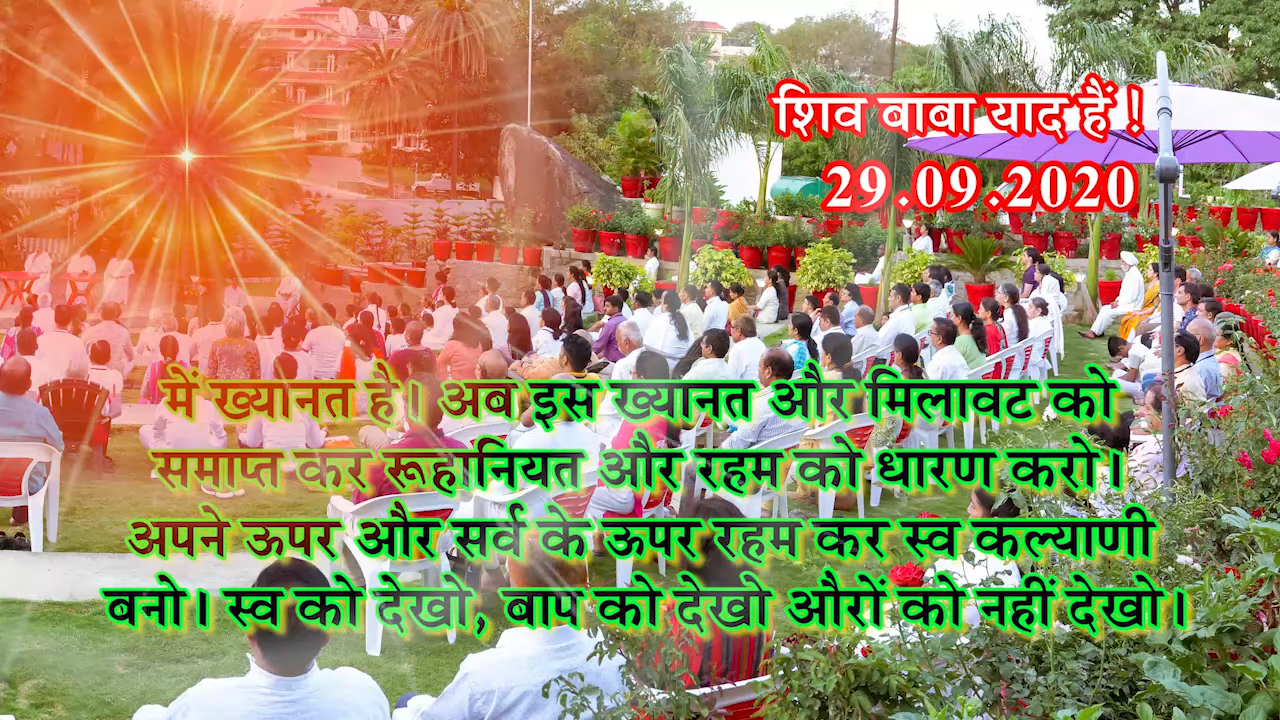 शिव बाबा याद हैं !
29.09.2020
में ख्यानत है। अब इस ख्यानत और मिलावट को
समाप्त कर रूहानियत और रहम को धारण करो।
अपने ऊपर और सर्व के ऊपर रहम कर स्व कल्याणी
बनो। स्व को देखो, बाप को देखो औरों को नहीं देखो।